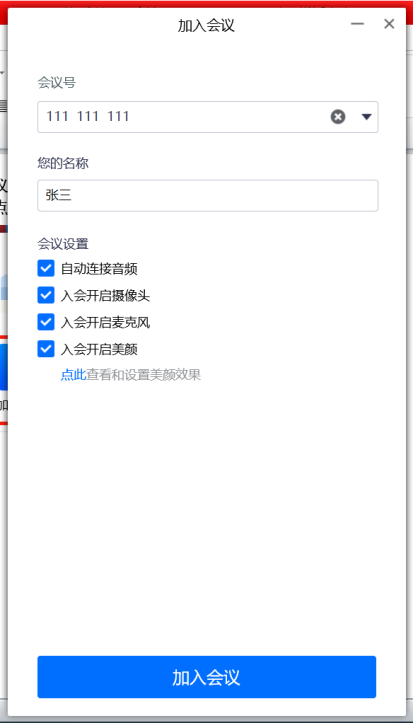 加入会议
会议号
111 111 111
您的名称
张三
会议设置
自动连接音频
入会开启摄像头
入会开启麦克风
入会开启美颜
点此查看和设置美颜效果
加入会议